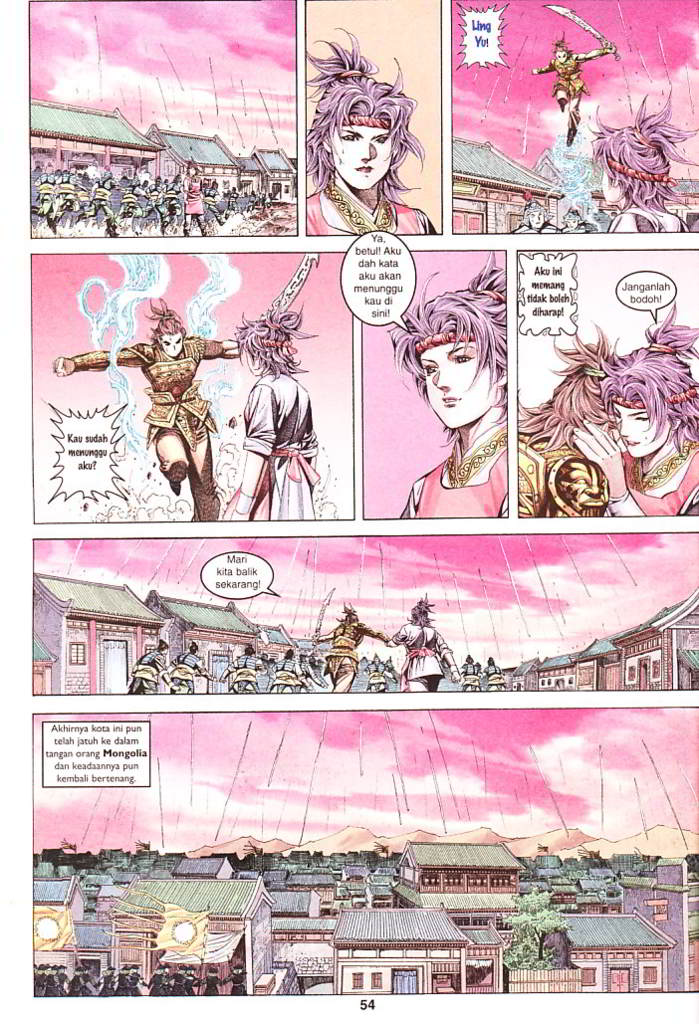 Ling
Yu!
Kau sudah
menunggu
aku?
Ya,
betul! Aku
dah kata
aku akan
menunggu
kau di
sini!
Aku ini
memang
tidak boleh
diharap!
Janganlah
bodoh!
Mari
kita balik
sekarang!
Akhirnya kota ini pun
telah jatuh ke dalam
tangan orang Mongolia
dan keadaannya pun
kembali bertenang.
54